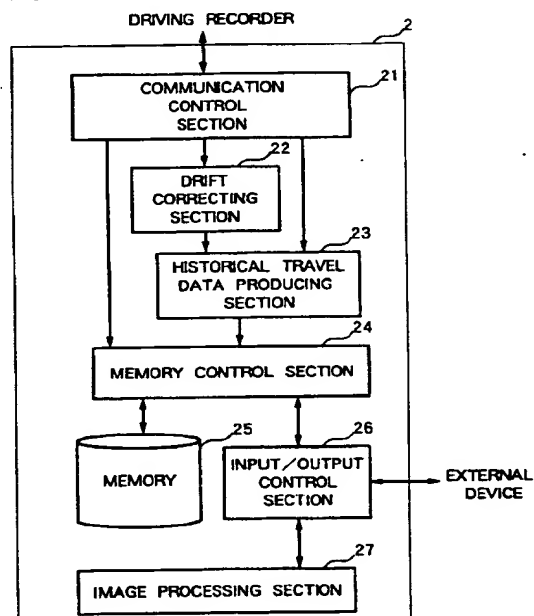 DRIVING RECORDER
2
COMMUNICATION
CONTROL
SECTION
21
22
DRIFT
CORRECTING
SECTION
23
HISTORICAL TRAVEL
DATA PRODUCING
SECTION
24
MEMORY CONTROL SECTION
25
MEMORY
26
INPUT/OUTPUT
CONTROL
SECTION
EXTERNAL
DEVICE
27
IMAGE PROCESSING SECTION